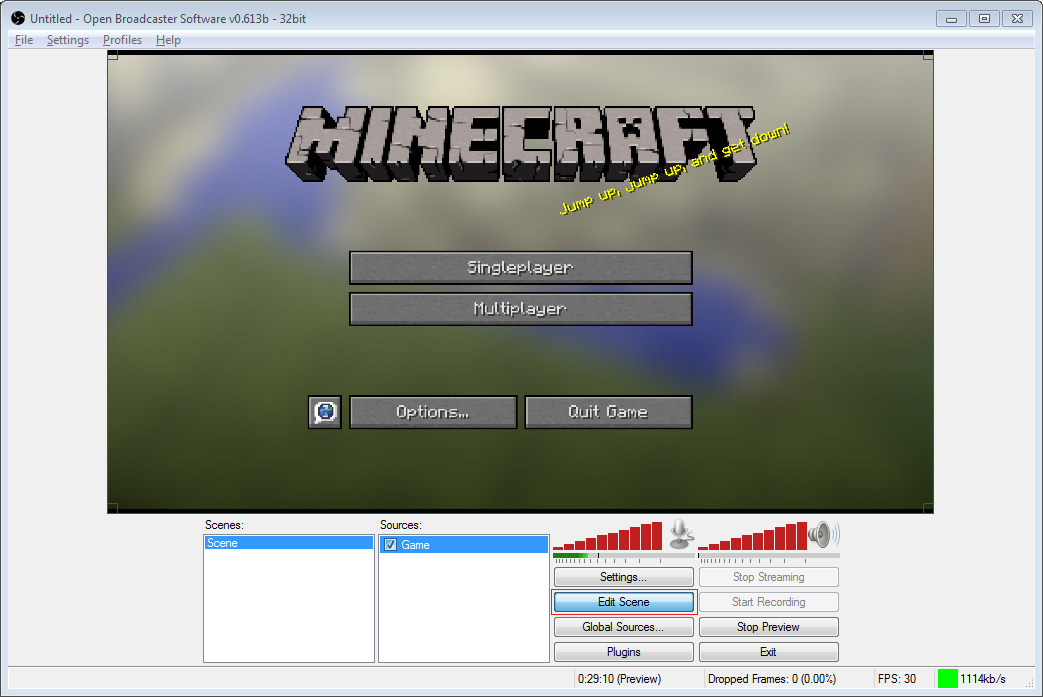 Untitled - Open Broadcaster Software v0.613b - 32bit
File Settings Profiles Help
MINECRAFT
Jump up, jump up, and get down!
Singleplayer
Multiplayer
Options... Quit Game
Scenes: Sources:
Scene Game
Settings... Stop Streaming
Edit Scene Start Recording
Global Sources... Stop Preview
Plugins Exit
0:29:10 (Preview) Dropped Frames: 0 (0.00%) FPS: 30 1114kb/s